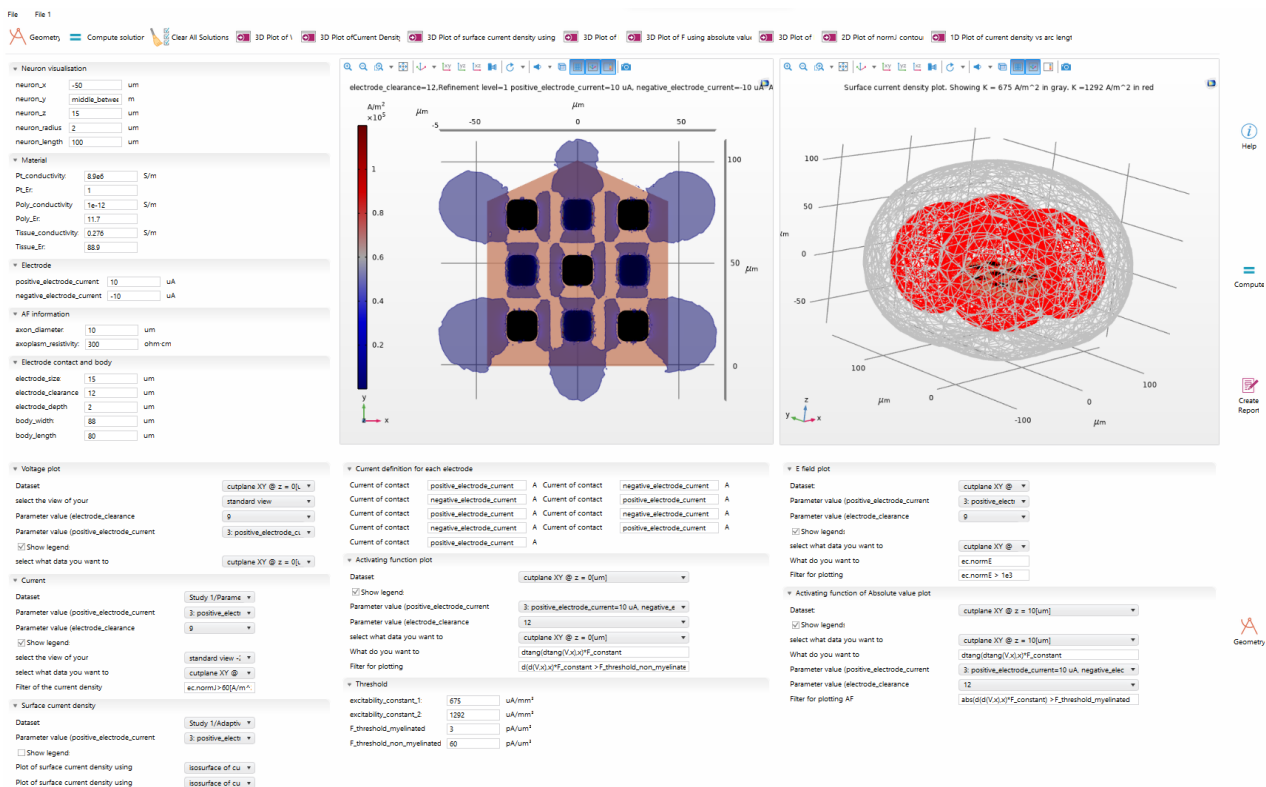 File File 1
Geometry Compute solution Clear All Solutions 3D Plot of \ 3D Plot ofCurrent Density 3D Plot of surface current density using 3D Plot of 3D Plot of F using absolute value 3D Plot of 2D Plot of normJ contou 1D Plot of current density vs arc lengt
Neuron visualisation
neuron_x -50 um
neuron_y middle_betwee m
neuron_z 15 um
neuron_radius 2 um
neuron_length 100 um
Material
Pt_conductivity 8.9e6 S/m
Pt_Er: 1
Poly_conductivity 1e-12 S/m
Poly_Er: 11.7
Tissue_conductivity: 0.276 S/m
Tissue_Er: 88.9
Electrode
positive_electrode_current 10 uA
negative_electrode_current -10 uA
AF information
axon_diameter 10 um
axoplasm_resistivity: 300 ohm·cm
Electrode contact and body
electrode_size 15 um
electrode_clearance 12 um
electrode_depth 2 um
body_width 88 um
body_length 80 um
electrode_clearance=12,Refinement level=1 positive_electrode_current=10 uA, negative_electrode_current=-10 uA A
A/m²
×10⁵
1
0.8
0.6
0.4
0.2
μm
μm
-5 -50 0 50
100
50 μm
0
y
z x
Surface current density plot. Showing K = 675 A/m^2 in gray. K =1292 A/m^2 in red
100
50
μm
0
-50
100
μm
0
-100
0
100
μm
z
y x
Help
Compute
Create
Report
Geometry
Voltage plot
Dataset cutplane XY @ z = 0[u
select the view of your standard view
Parameter value (electrode_clearance 9
Parameter value (positive_electrode_current 3: positive_electrode_cu
Show legend:
select what data you want to cutplane XY @ z = 0[u
Current
Dataset Study 1/Parame
Parameter value (positive_electrode_current 3: positive_electi
Parameter value (electrode_clearance 9
Show legend:
select the view of your standard view -:
select what data you want to cutplane XY @
Filter of the current density ec.normJ>60[A/m^
Surface current density
Dataset Study 1/Adaptiv
Parameter value (positive_electrode_current 3: positive_electi
Show legend:
Plot of surface current density using isosurface of cu
Plot of surface current density using isosurface of cu
Current definition for each electrode
Current of contact positive_electrode_current A Current of contact negative_electrode_current A
Current of contact negative_electrode_current A Current of contact positive_electrode_current A
Current of contact positive_electrode_current A Current of contact negative_electrode_current A
Current of contact negative_electrode_current A Current of contact positive_electrode_current A
Current of contact positive_electrode_current A
Activating function plot
Dataset cutplane XY @ z = 0[um]
Show legend:
Parameter value (positive_electrode_current 3: positive_electrode_current=10 uA, negative_e
Parameter value (electrode_clearance 12
select what data you want to cutplane XY @ z = 0[um]
What do you want to dtang(dtang(V,x),x)*F_constant
Filter for plotting d(d(V,x),x)*F_constant >F_threshold_non_myelinate
Threshold
excitability_constant_1: 675 uA/mm²
excitability_constant_2: 1292 uA/mm²
F_threshold_myelinated 3 pA/um³
F_threshold_non_myelinated 60 pA/um³
E field plot
Dataset: cutplane XY @
Parameter value (positive_electrode_current 3: positive_electi
Parameter value (electrode_clearance 9
Show legend:
select what data you want to cutplane XY @
What do you want to ec.normE
Filter for plotting ec.normE > 1e3
Activating function of Absolute value plot
Dataset: cutplane XY @ z = 10[um]
Show legend:
select what data you want to cutplane XY @ z = 10[um]
What do you want to dtang(dtang(V,x),x)*F_constant
Parameter value (positive_electrode_current 3: positive_electrode_current=10 uA, negative_elec
Parameter value (electrode_clearance 12
Filter for plotting AF abs(d(d(V,x),x)*F_constant) >F_threshold_myelinated